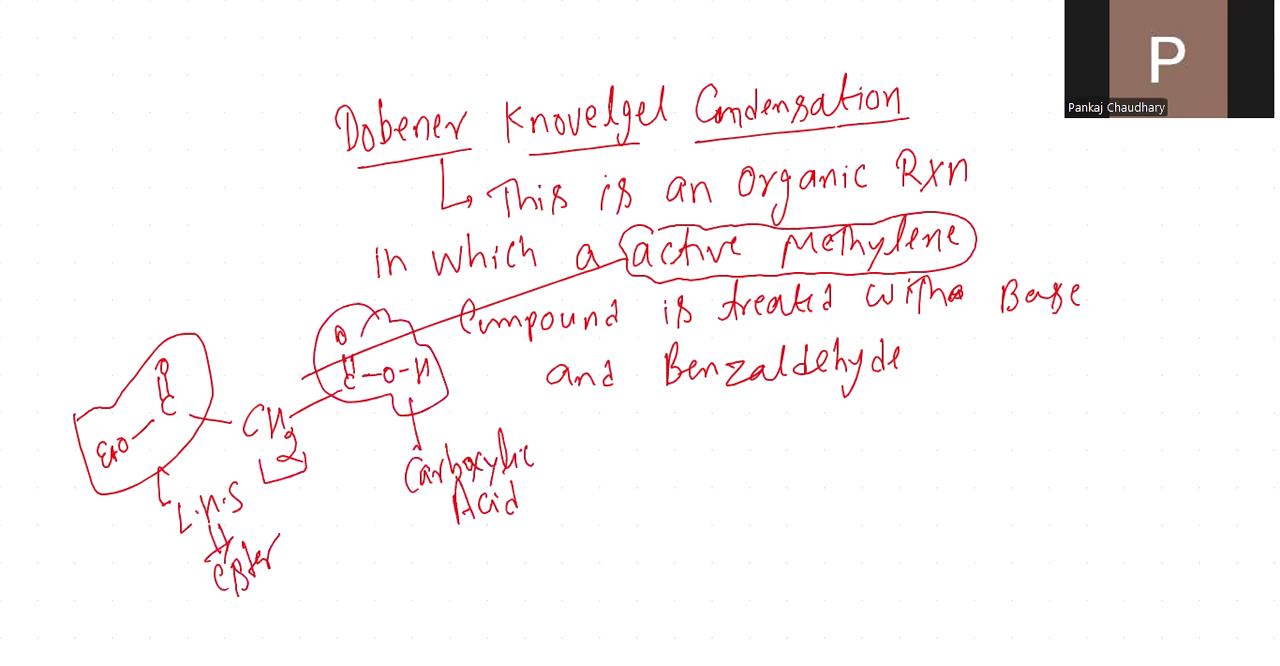 P
Pankaj Chaudhary
Dobener Knovelgel Condensation
↳ This is an Organic Rxn
in which a active Methylene
Compound is treated with Base
and Benzaldehyde
O
C-O-H
O
C
EtO
CH2
Carboxylic
Acid
L.H.S
Ester